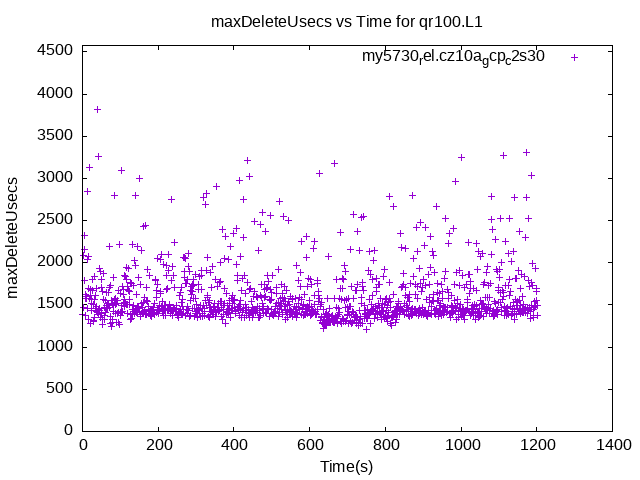 maxDeleteUsecs vs Time for qr100.L1
my5730rel.cz10agcpc2s30
4500
4000
3500
3000
2500
2000
1500
1000
500
0
maxDeleteUsecs
0 200 400 600 800 1000 1200 1400
Time(s)